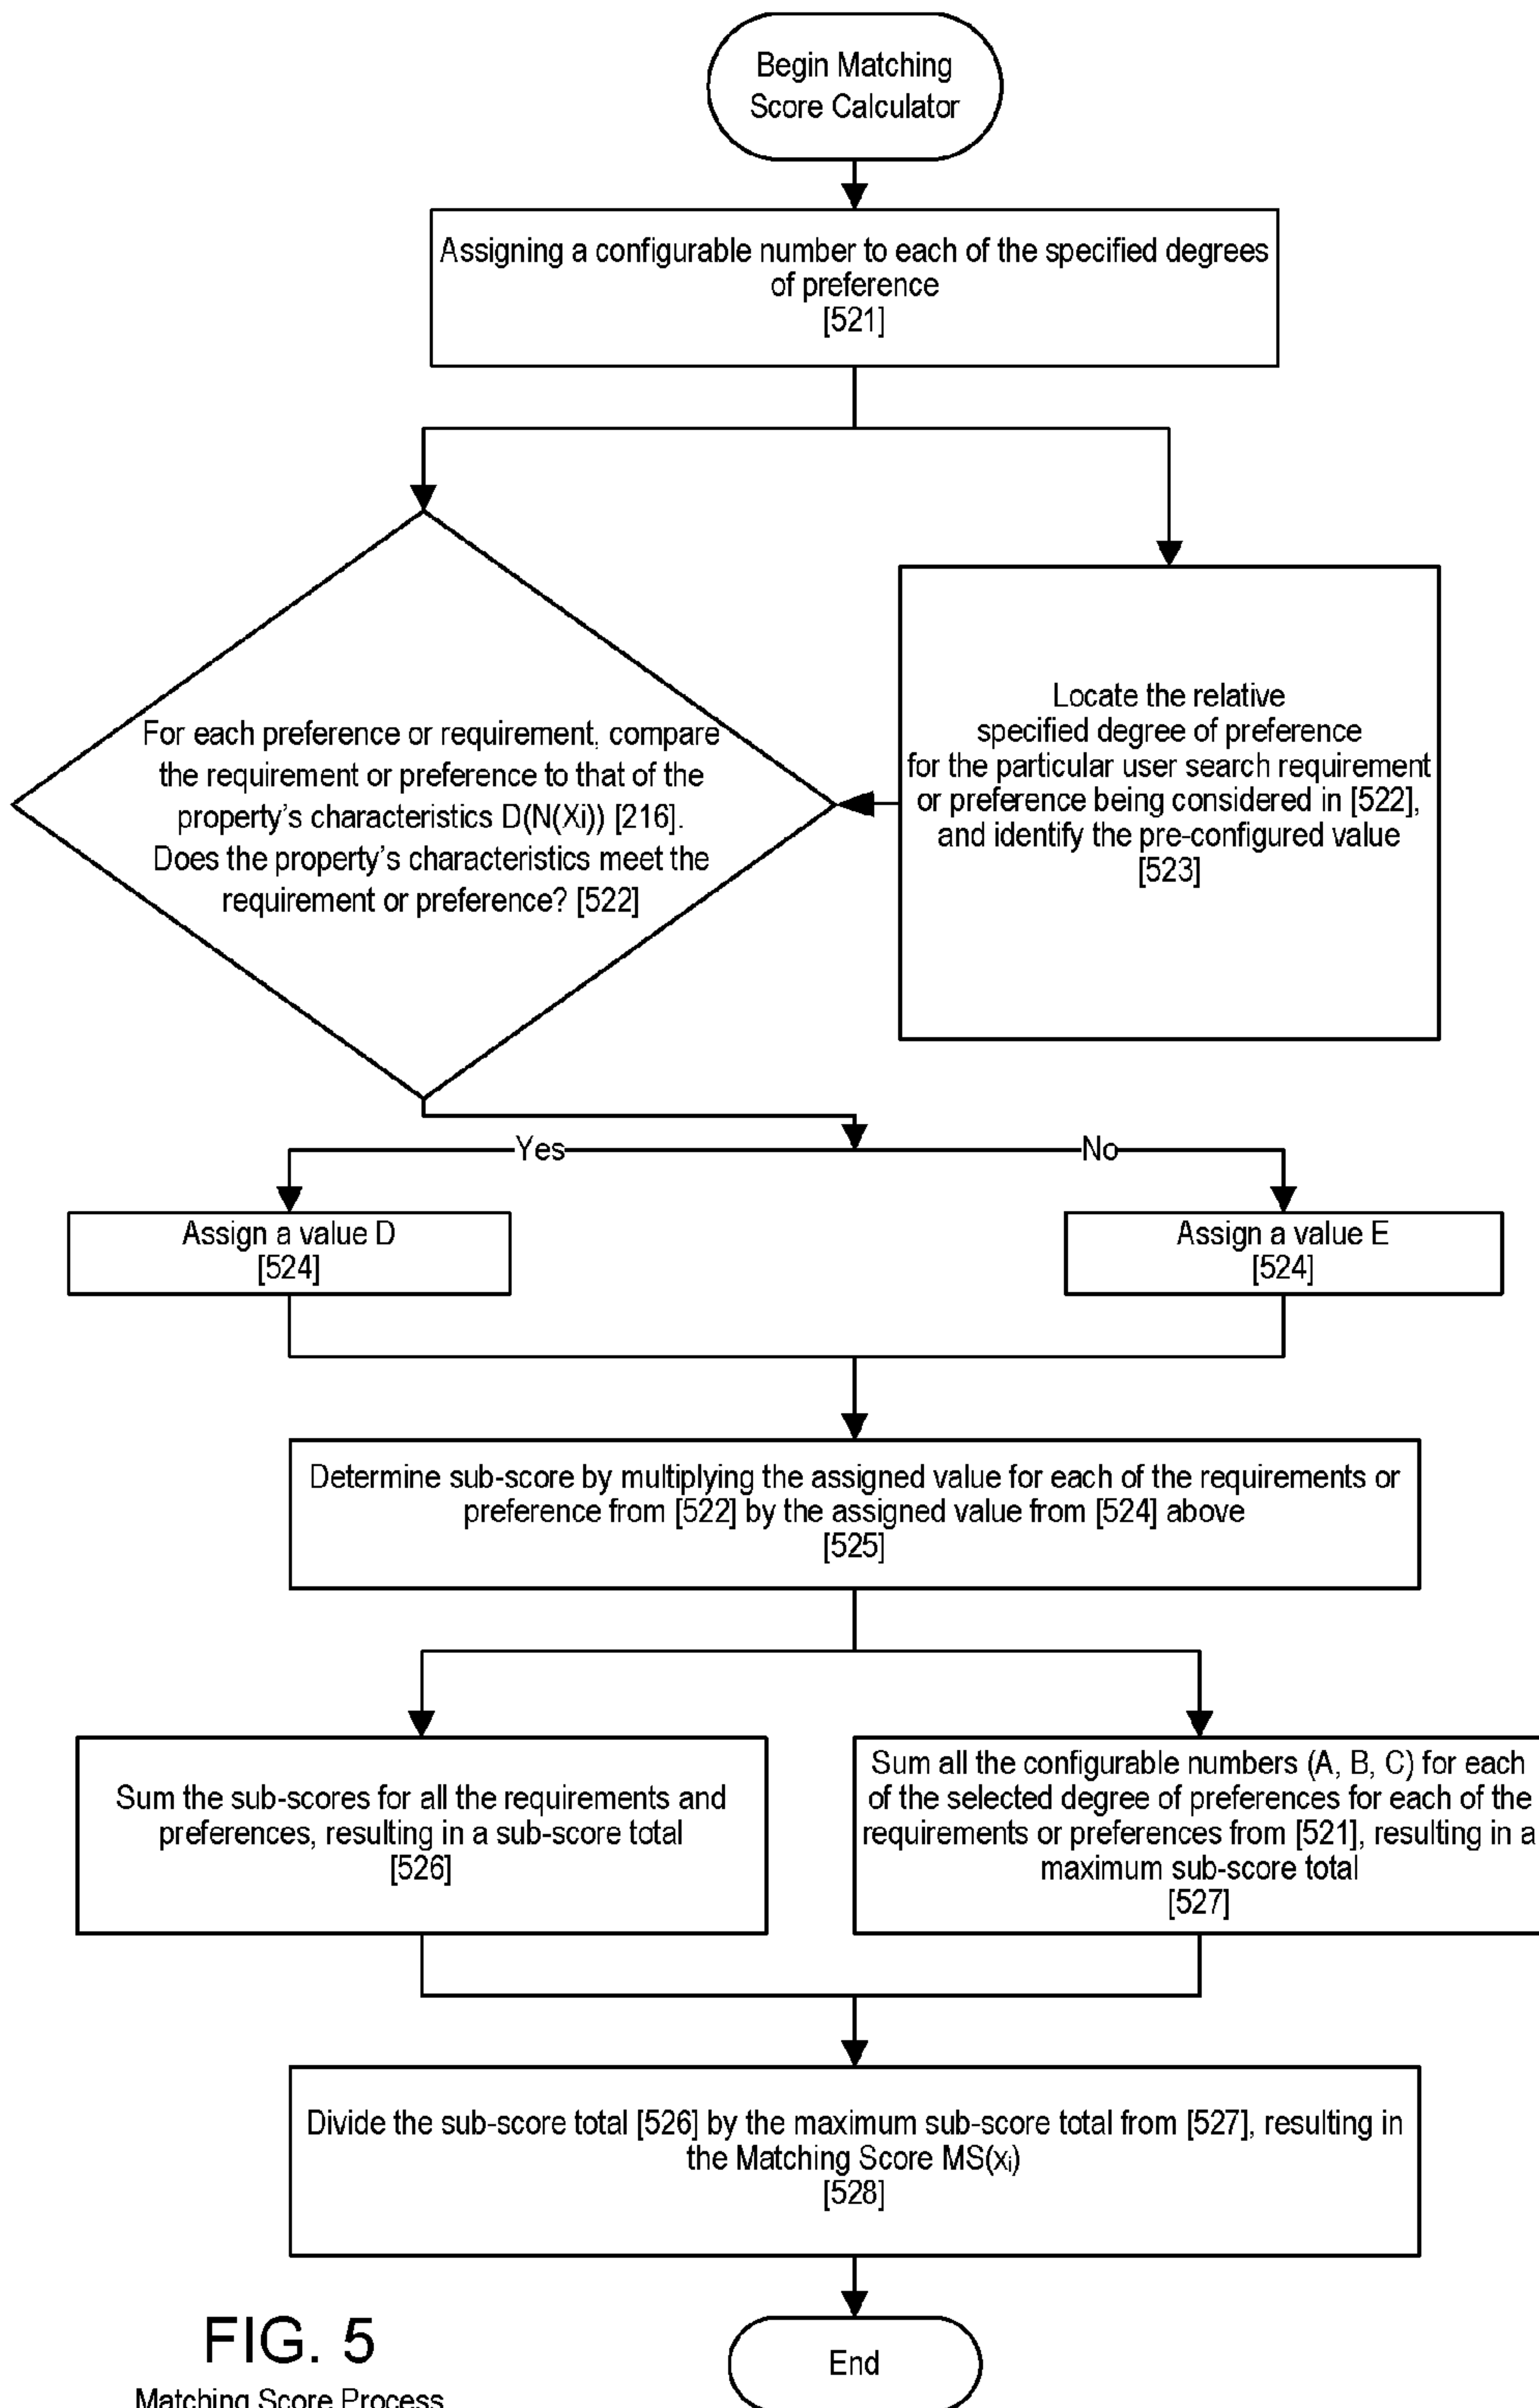 Begin Matching
Score Calculator
Assigning a configurable number to each of the specified degrees
of preference
[521]
For each preference or requirement, compare
the requirement or preference to that of the
property's characteristics D(N(Xi)) [216].
Does the property's characteristics meet the
requirement or preference? [522]
Locate the relative
specified degree of preference
for the particular user search requirement
or preference being considered in [522],
and identify the pre-configured value
[523]
Yes
No
Assign a value D
[524]
Assign a value E
[524]
Determine sub-score by multiplying the assigned value for each of the requirements or
preference from [522] by the assigned value from [524] above
[525]
Sum the sub-scores for all the requirements and
preferences, resulting in a sub-score total
[526]
Sum all the configurable numbers (A, B, C) for each
of the selected degree of preferences for each of the
requirements or preferences from [521], resulting in a
maximum sub-score total
[527]
Divide the sub-score total [526] by the maximum sub-score total from [527], resulting in
the Matching Score MS(xᵢ)
[528]
End
FIG. 5
Matching Score Process